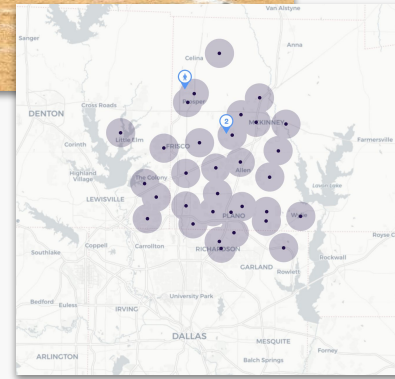 Van Alstyne
Sanger
Celina
Anna
Prosper
Cross Roads
DENTON
MCKINNEY
Little Elm
Farmersville
Corinth
FRISCO
Allen
Highland
Village
The Colony
Lavon Lake
LEWISVILLE
PLANO
Wylie
Royse C
Coppell
Carrollton
RICHARDSON
Southlake
Rockwall
GARLAND
Rowlett
University Park
Bedford
Euless
IRVING
DALLAS
MESQUITE
Forney
ARLINGTON
Balch Springs
2